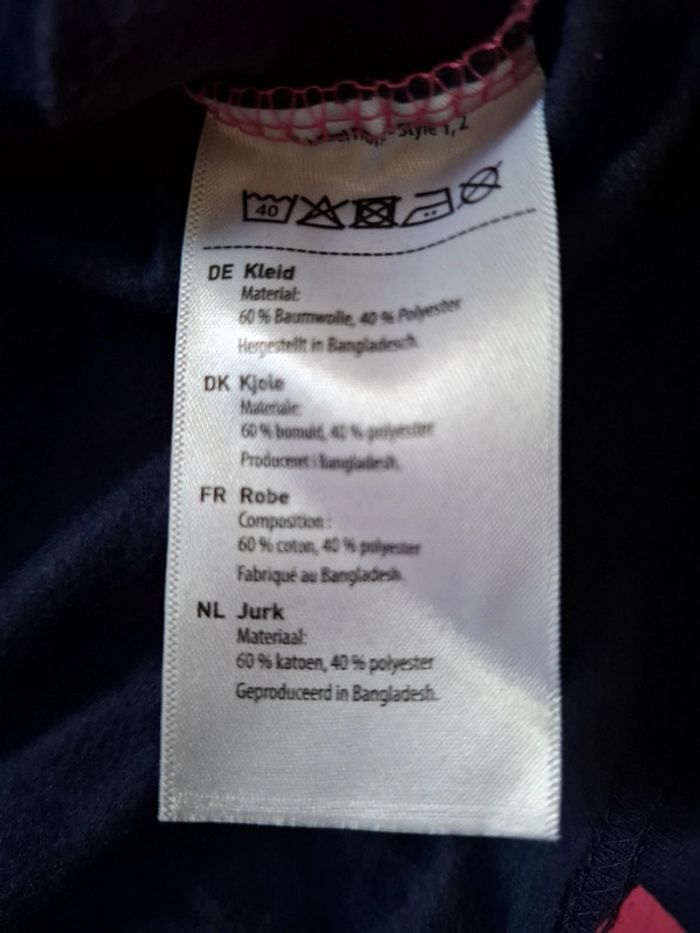 - Style 1, 2
40
DE Kleid
Material:
60 % Baumwolle, 40 % Polyester
Hergestellt in Bangladesch.
DK Kjole
Materiale:
60 % bomuld, 40 % polyester
Produceret i Bangladesh.
FR Robe
Composition :
60 % coton, 40 % polyester
Fabriqué au Bangladesh.
NL Jurk
Materiaal:
60 % katoen, 40 % polyester
Geproduceerd in Bangladesh.